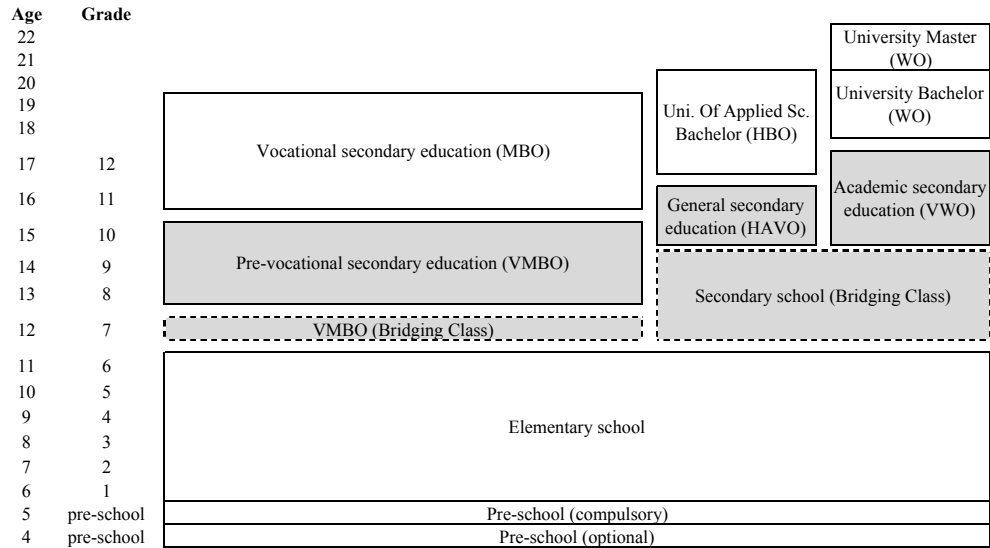 Age Grade
22
University Master
(WO)
21
20
University Bachelor
(WO)
19
Uni. Of Applied Sc.
Bachelor (HBO)
18
Vocational secondary education (MBO)
17 12
Academic secondary
education (VWO)
16 11
General secondary
education (HAVO)
15 10
Pre-vocational secondary education (VMBO)
14 9
13 8
Secondary school (Bridging Class)
12 7 VMBO (Bridging Class)
11 6
10 5
9 4
Elementary school
8 3
7 2
6 1
5 pre-school Pre-school (compulsory)
4 pre-school Pre-school (optional)